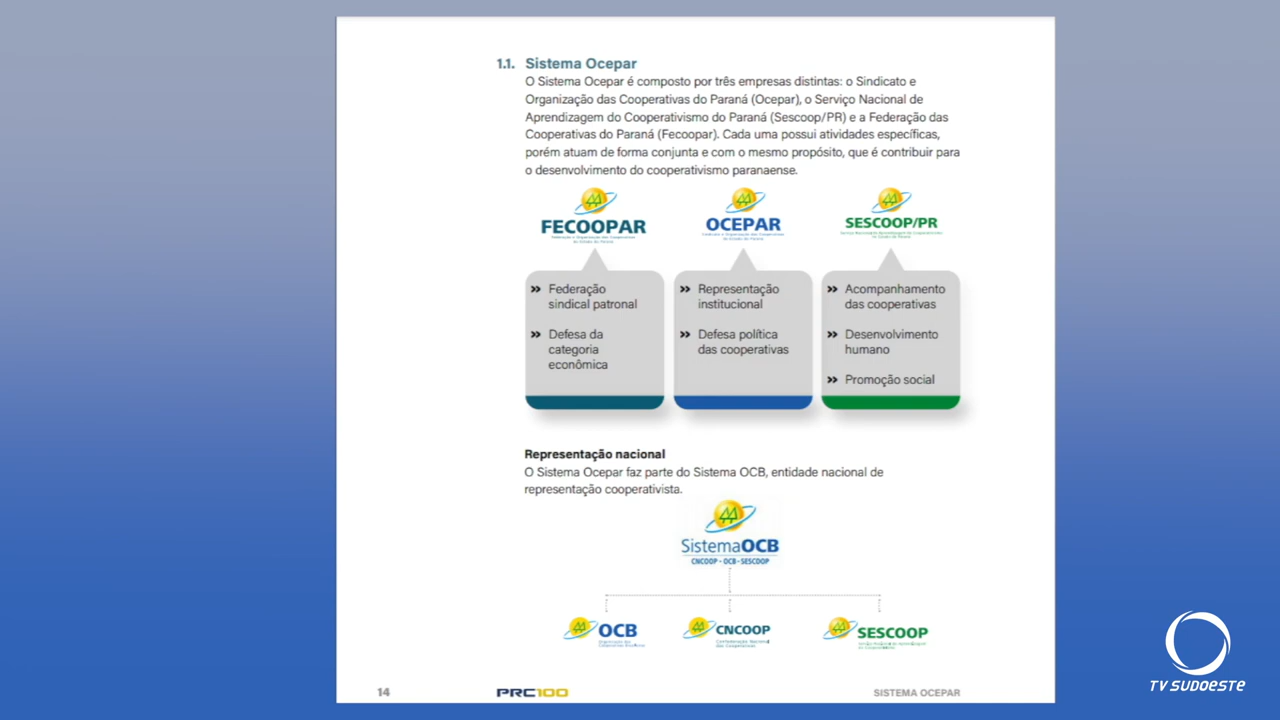 1.1. Sistema Ocepar
O Sistema Ocepar é composto por três empresas distintas: o Sindicato e
Organização das Cooperativas do Paraná (Ocepar), o Serviço Nacional de
Aprendizagem do Cooperativismo do Paraná (Sescoop/PR) e a Federação das
Cooperativas do Paraná (Fecoopar). Cada uma possui atividades específicas,
porém atuam de forma conjunta e com o mesmo propósito, que é contribuir para
o desenvolvimento do cooperativismo paranaense.
FECOOPAR
OCEPAR
SESCOOP/PR
» Federação
sindical patronal
» Defesa da
categoria
econômica
» Representação
institucional
» Defesa política
das cooperativas
» Acompanhamento
das cooperativas
» Desenvolvimento
humano
» Promoção social
Representação nacional
O Sistema Ocepar faz parte do Sistema OCB, entidade nacional de
representação cooperativista.
SistemaOCB
CNCOOP - OCB - SESCOOP
OCB
CNCOOP
Confederação Nacional
das Cooperativas
SESCOOP
14
PRC100
SISTEMA OCEPAR
TV SUDOESTE